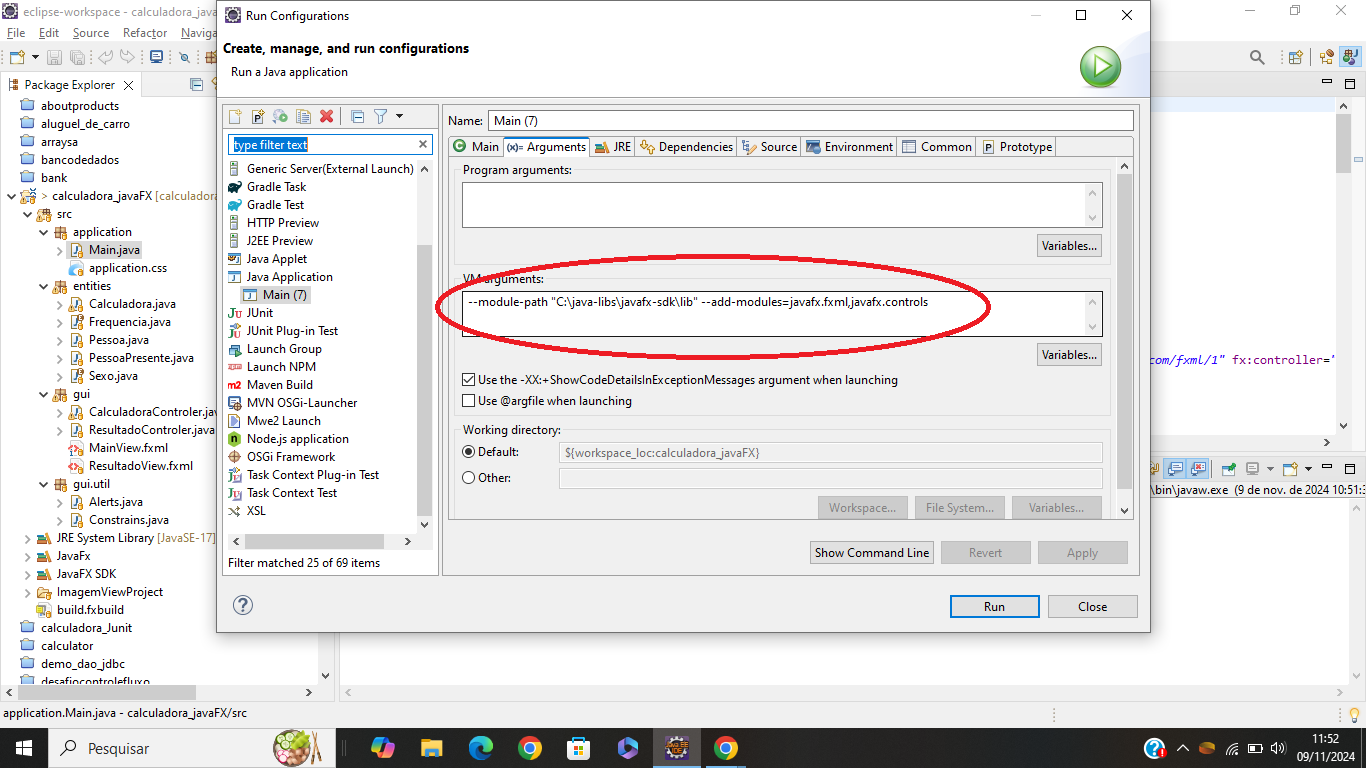 eclipse-workspace - calculadora_jav
File Edit Source Refactor Naviga
Package Explorer
aboutproducts
aluguel_de_carro
arraysa
bancodedados
bank
> calculadora_javaFX [calculadora
src
application
Main.java
application.css
entities
Calculadora.java
Frequencia.java
Pessoa.java
PessoaPresente.java
Sexo.java
gui
CalculadoraControler.jav
ResultadoControler.java
MainView.fxml
ResultadoView.fxml
gui.util
Alerts.java
Constrains.java
JRE System Library [JavaSE-17]
JavaFx
JavaFX SDK
ImagemViewProject
build.fxbuild
calculadora_Junit
calculator
demo_dao_jdbc
desafiocontrolefluxo
Run Configurations
Create, manage, and run configurations
Run a Java application
type filter text
Generic Server(External Launch)
Gradle Task
Gradle Test
HTTP Preview
J2EE Preview
Java Applet
Java Application
Main (7)
JUnit
JUnit Plug-in Test
Launch Group
Launch NPM
Maven Build
MVN OSGi-Launcher
Mwe2 Launch
Node.js application
OSGi Framework
Task Context Plug-in Test
Task Context Test
XSL
Filter matched 25 of 69 items
Name: Main (7)
Main (x)= Arguments JRE Dependencies Source Environment Common Prototype
Program arguments:
Variables...
VM arguments:
--module-path "C:\java-libs\javafx-sdk\lib" --add-modules=javafx.fxml,javafx.controls
Variables...
Use the -XX:+ShowCodeDetailsInExceptionMessages argument when launching
Use @argfile when launching
Working directory:
Default: ${workspace_loc:calculadora_javaFX}
Other:
Workspace... File System... Variables...
Show Command Line Revert Apply
Run Close
com/fxml/1" fx:controller="
\bin\javaw.exe (9 de nov. de 2024 10:51:3
application.Main.java - calculadora_javaFX/src
Pesquisar
11:52
09/11/2024